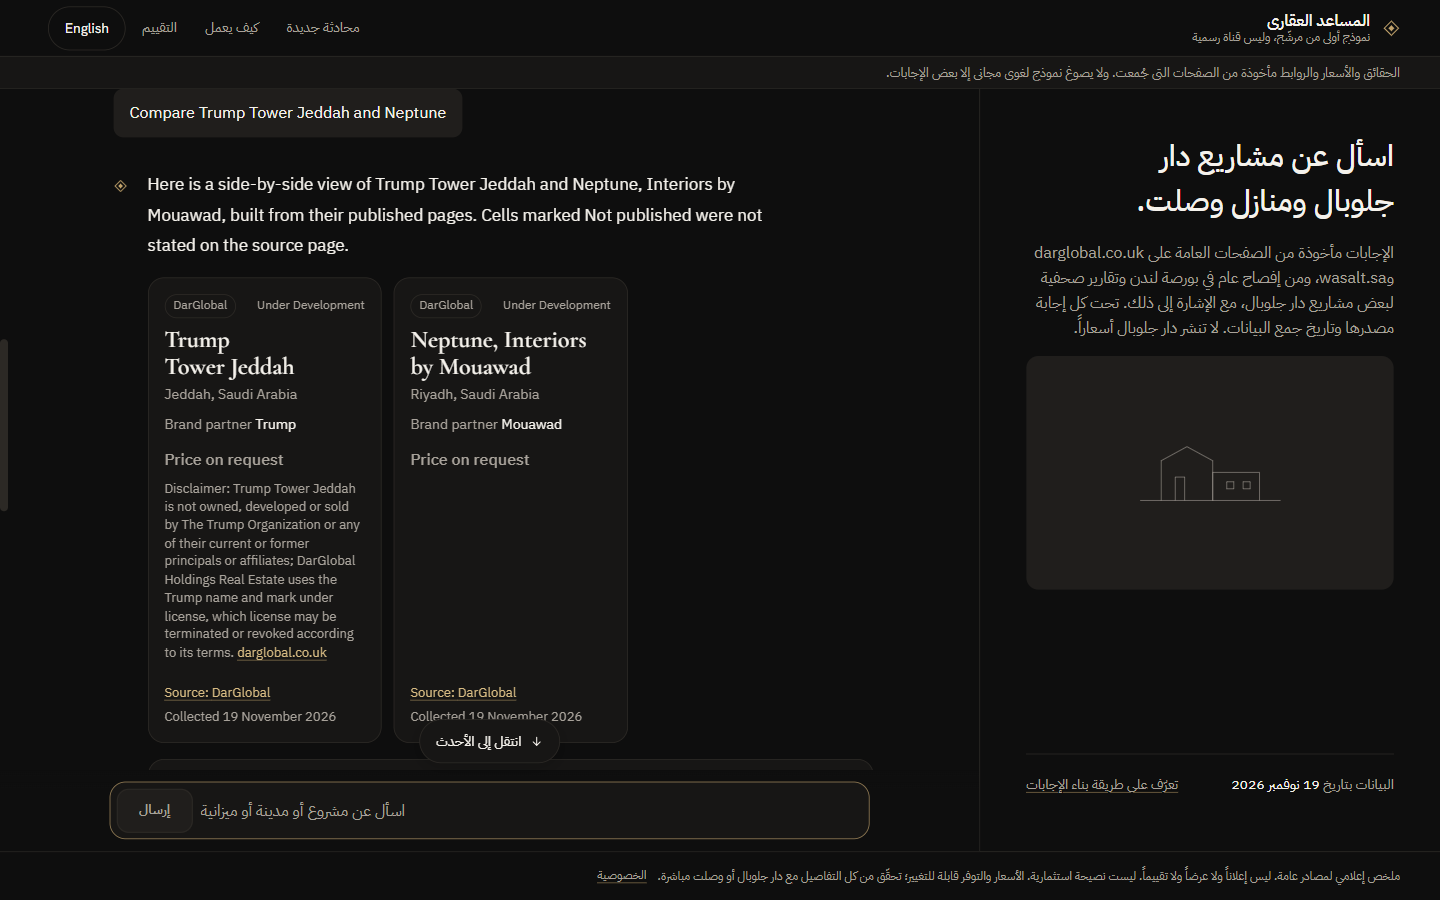 المساعد العقاري
نموذج أولي من مرشّح، وليس قناة رسمية
محادثة جديدة
كيف يعمل
التقييم
English
الحقائق والأسعار والروابط مأخوذة من الصفحات التي جُمعت. ولا يصوغ نموذج لغوي مجاني إلا بعض الإجابات.
اسأل عن مشاريع دار
جلوبال ومنازل وصلت.
الإجابات مأخوذة من الصفحات العامة على darglobal.co.uk
وwasalt.sa، ومن إفصاح عام في بورصة لندن وتقارير صحفية
لبعض مشاريع دار جلوبال، مع الإشارة إلى ذلك. تحت كل إجابة
مصدرها وتاريخ جمع البيانات. لا تنشر دار جلوبال أسعاراً.
البيانات بتاريخ 19 نوفمبر 2026
تعرّف على طريقة بناء الإجابات
Compare Trump Tower Jeddah and Neptune
Here is a side-by-side view of Trump Tower Jeddah and Neptune, Interiors by
Mouawad, built from their published pages. Cells marked Not published were not
stated on the source page.
DarGlobal
Under Development
Trump
Tower Jeddah
Jeddah, Saudi Arabia
Brand partner Trump
Price on request
Disclaimer: Trump Tower Jeddah
is not owned, developed or sold
by The Trump Organization or any
of their current or former
principals or affiliates; DarGlobal
Holdings Real Estate uses the
Trump name and mark under
license, which license may be
terminated or revoked according
to its terms. darglobal.co.uk
Source: DarGlobal
Collected 19 November 2026
DarGlobal
Under Development
Neptune, Interiors
by Mouawad
Riyadh, Saudi Arabia
Brand partner Mouawad
Price on request
Source: DarGlobal
Collected 19 November 2026
انتقل إلى الأحدث
اسأل عن مشروع أو مدينة أو ميزانية
إرسال
ملخص إعلامي لمصادر عامة. ليس إعلاناً ولا عرضاً ولا تقييماً. ليست نصيحة استثمارية. الأسعار والتوفر قابلة للتغيير؛ تحقّق من كل التفاصيل مع دار جلوبال أو وصلت مباشرة.
الخصوصية